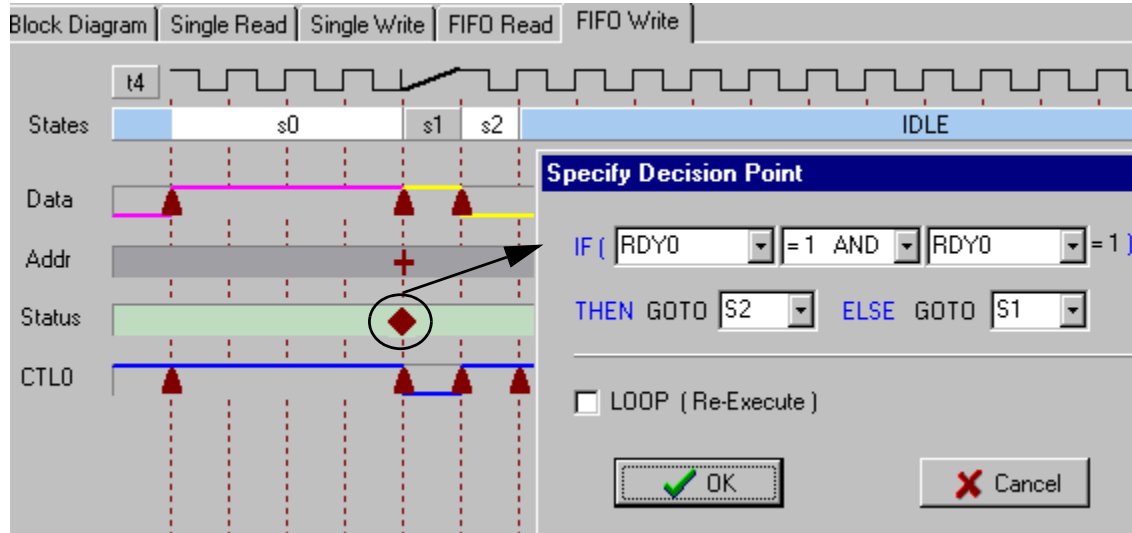 Block Diagram Single Read Single Write FIFO Read FIFO Write
t4
States s0 s1 s2 IDLE
Specify Decision Point
Data
IF ( RDY0 = 1 AND RDY0 = 1 )
Addr
THEN GOTO S2 ELSE GOTO S1
Status
CTL0
LOOP ( Re-Execute )
OK Cancel